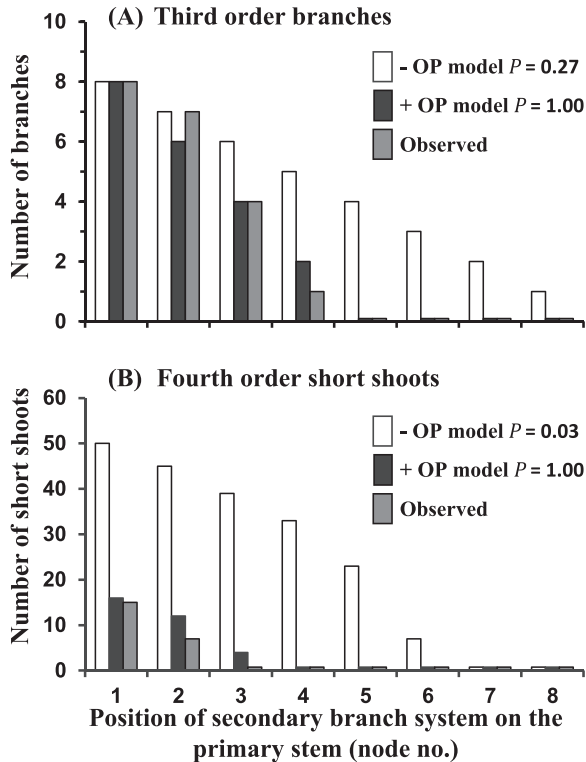 (A) Third order branches
- OP model P = 0.27
+ OP model P = 1.00
Observed
Number of branches
10
8
6
4
2
0
(B) Fourth order short shoots
- OP model P = 0.03
+ OP model P = 1.00
Observed
Number of short shoots
60
50
40
30
20
10
0
1 2 3 4 5 6 7 8
Position of secondary branch system on the
primary stem (node no.)